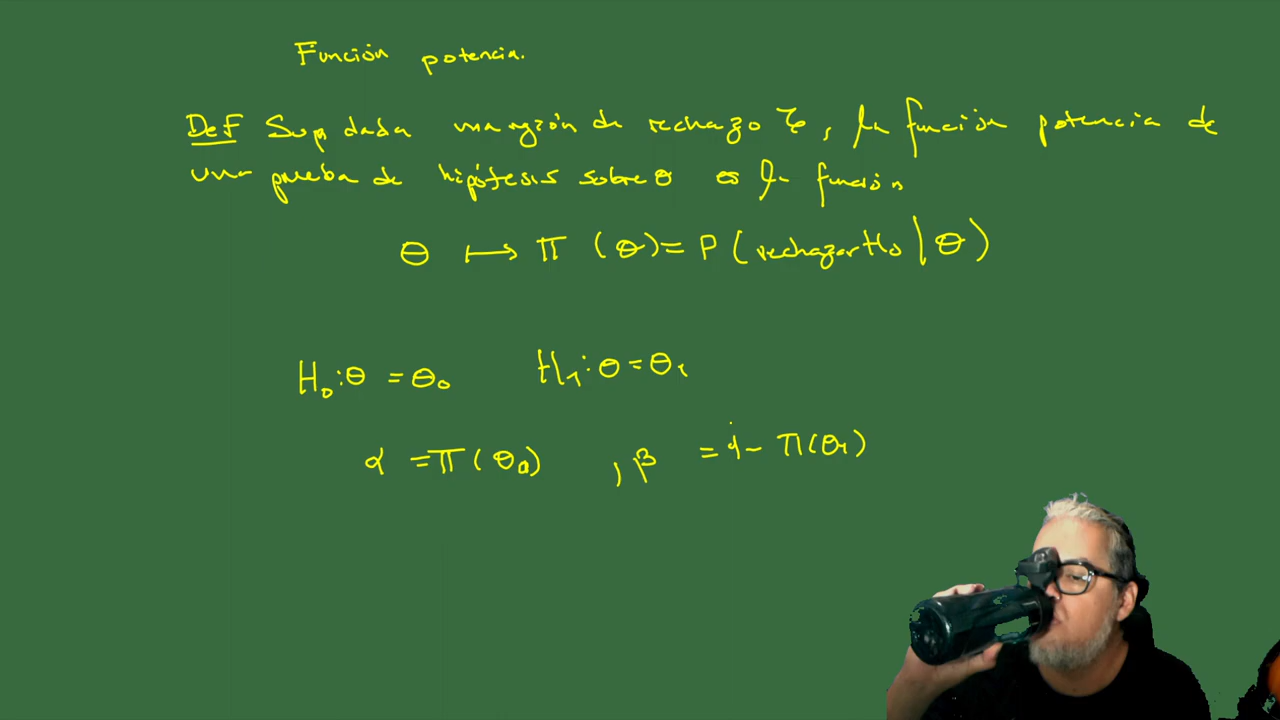 Función potencia.
Def Sup dada una región de rechazo 𝒞, la función potencia de
una prueba de hipótesis sobre θ es la función
θ ↦ π (θ) = P (rechazar H₀ | θ)
H₀: θ = θ₀ H₁: θ = θ₁
α = π (θ₀) , β = 1 - π(θ₁)